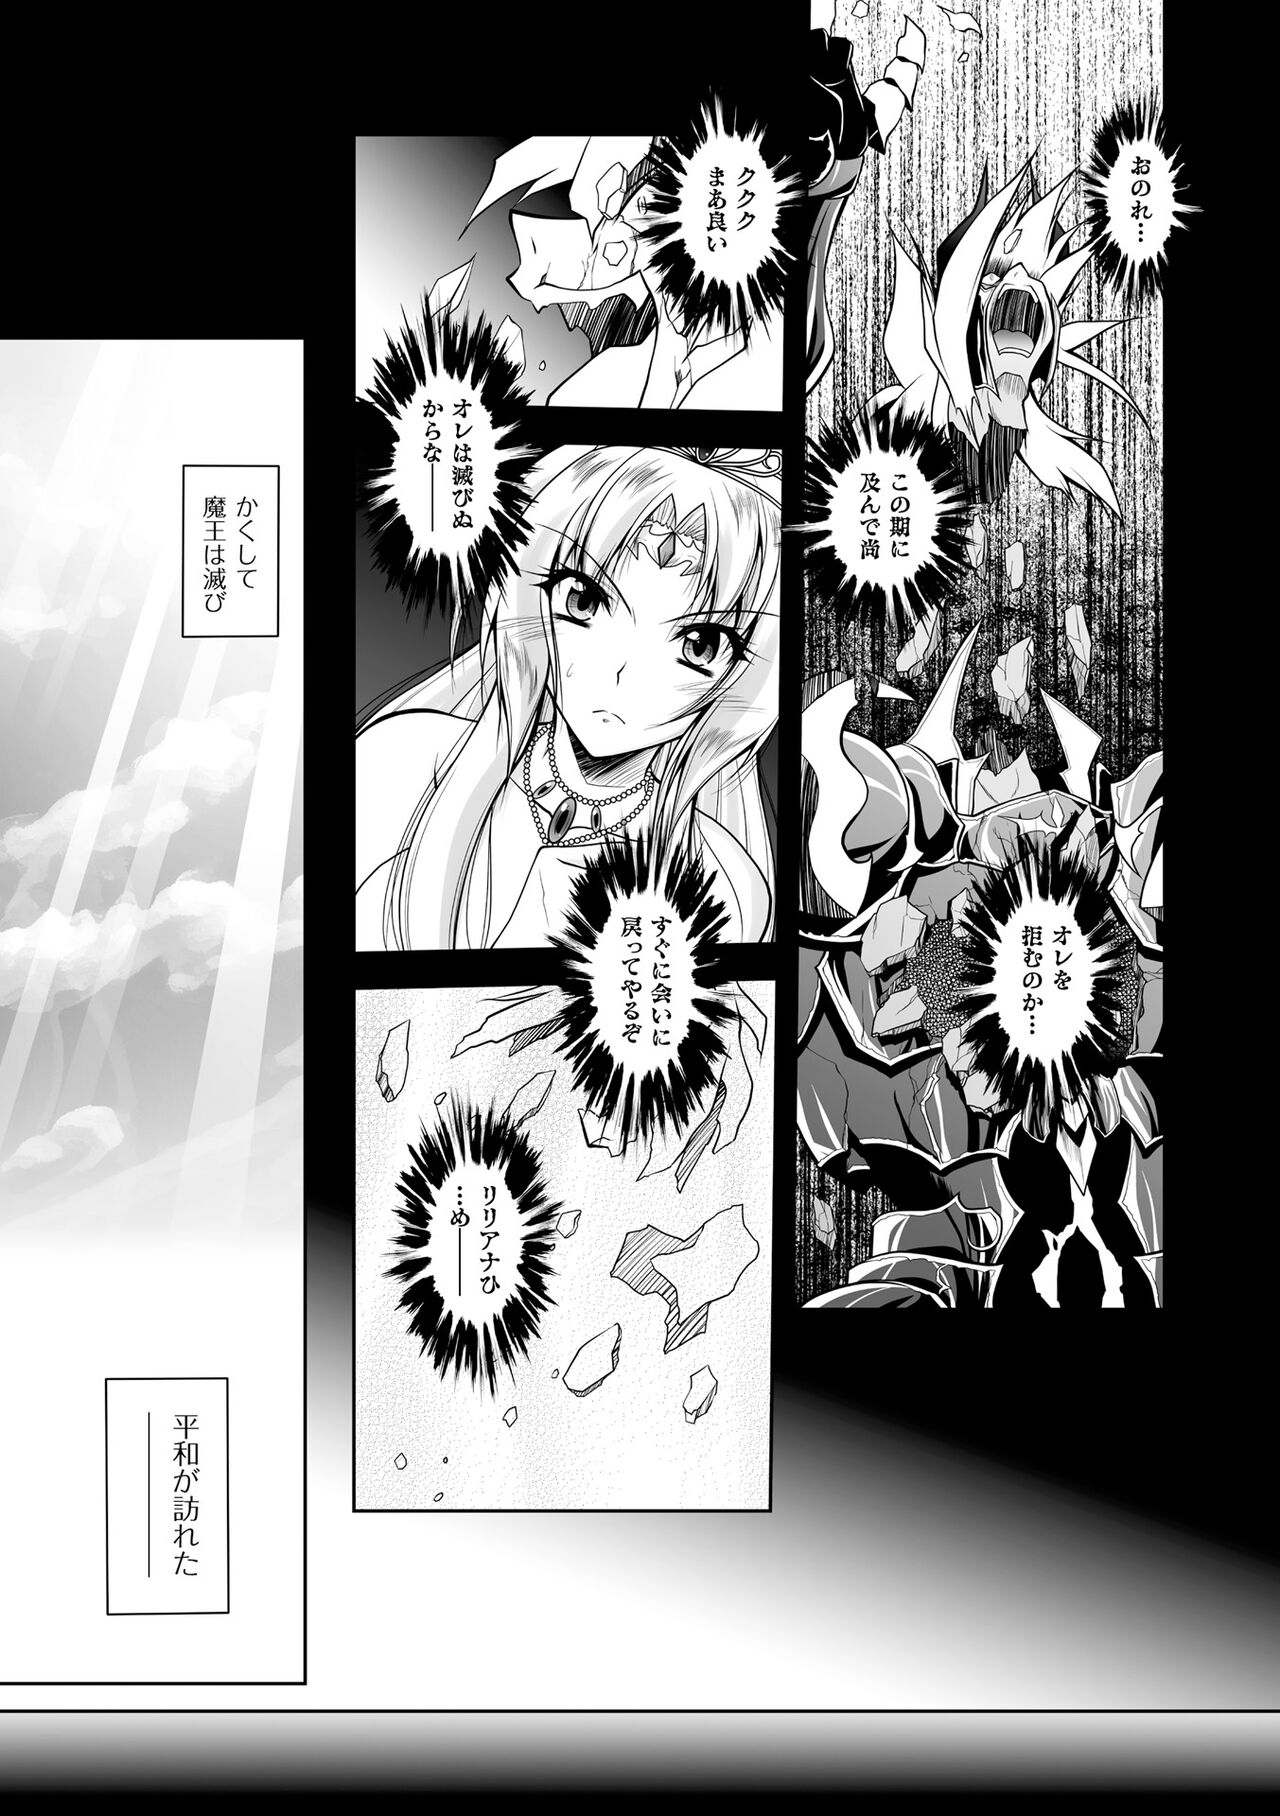 おのれ…
この期に
及んで尚
オレを
拒むのか…
ククク
まあ良い
オレは滅びぬ
からな――
すぐに会いに
戻ってやるぞ
リリアナひ
…め――
かくして
魔王は滅び
平和が訪れた
――